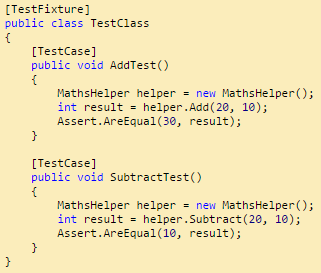 [TestFixture]
public class TestClass
{
    [TestCase]
    public void AddTest()
    {
        MathsHelper helper = new MathsHelper();
        int result = helper.Add(20, 10);
        Assert.AreEqual(30, result);
    }

    [TestCase]
    public void SubtractTest()
    {
        MathsHelper helper = new MathsHelper();
        int result = helper.Subtract(20, 10);
        Assert.AreEqual(10, result);
    }
}